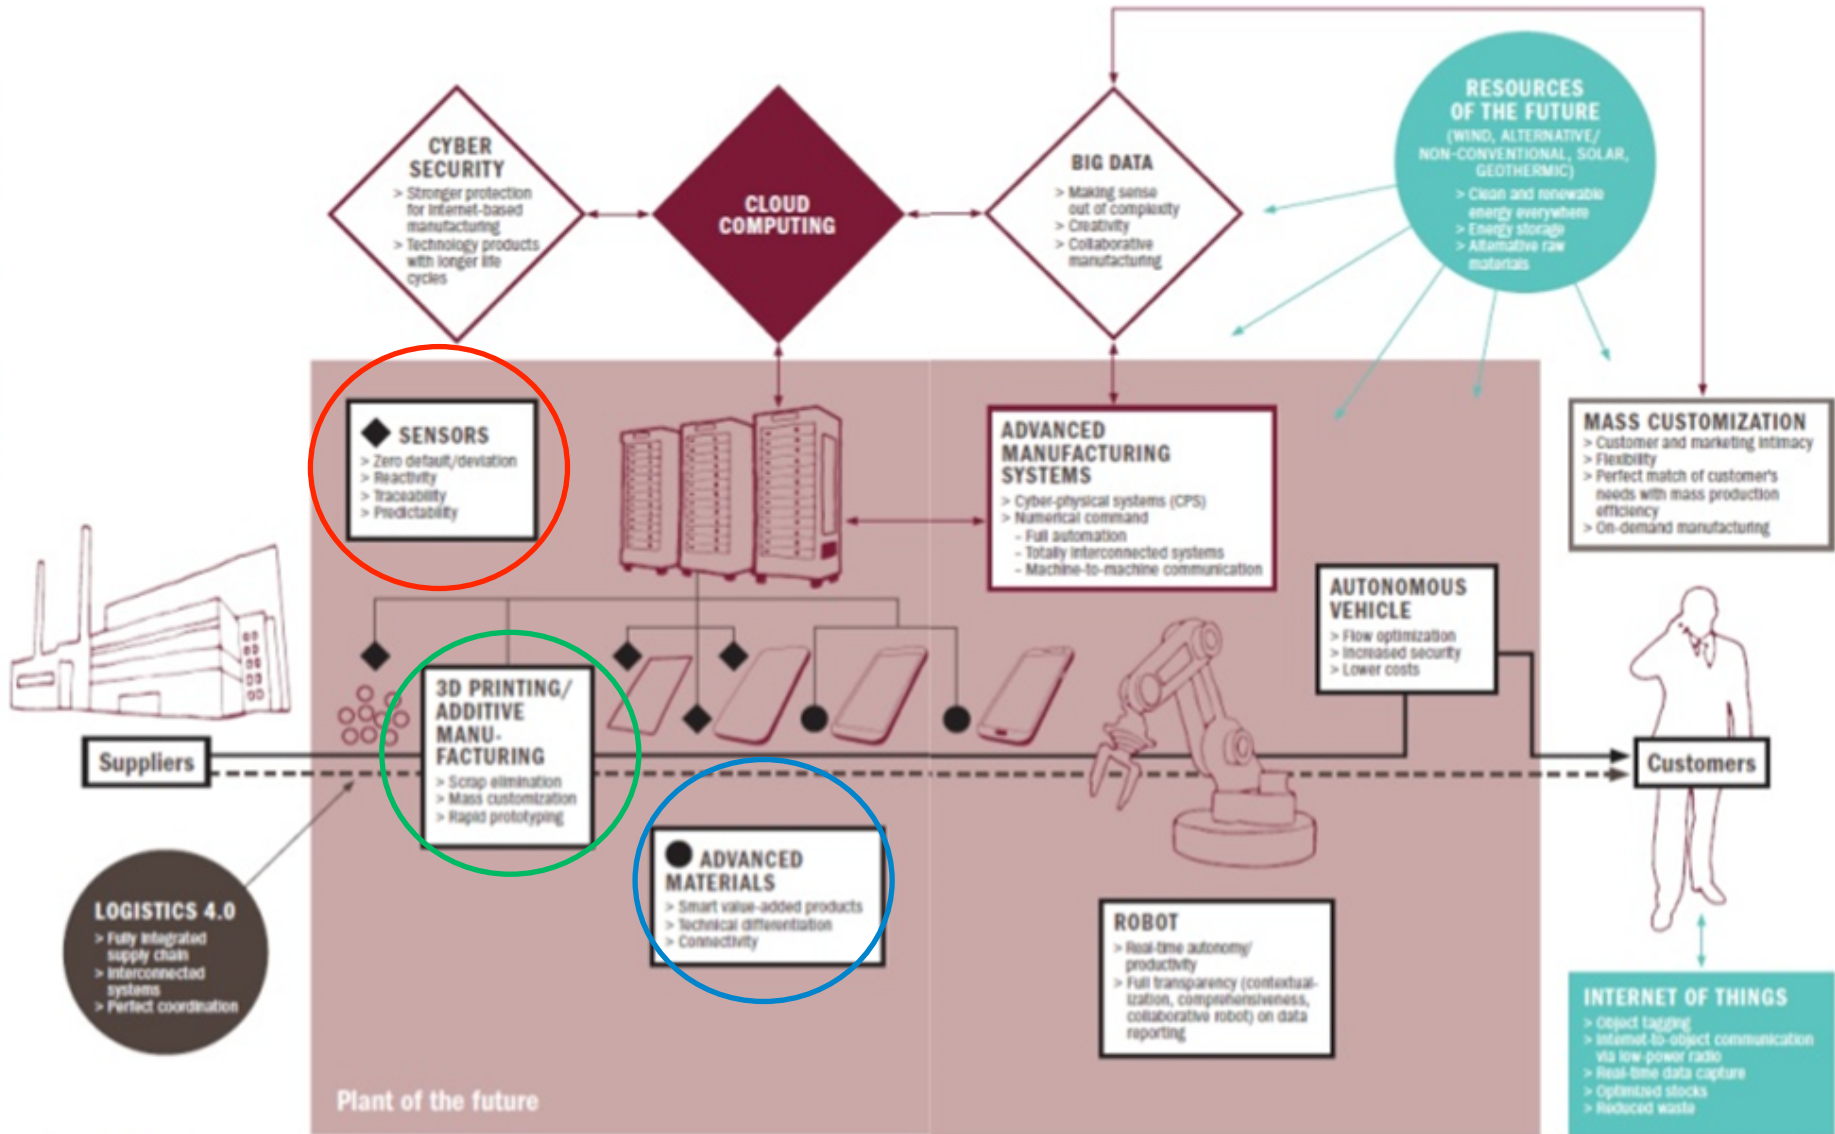 CYBER
SECURITY
> Stronger protection
for internet-based
manufacturing
> Technology products
with longer life
cycles
CLOUD
COMPUTING
BIG DATA
> Making sense
out of complexity
> Creativity
> Collaborative
manufacturing
RESOURCES
OF THE FUTURE
(WIND, ALTERNATIVE/
NON-CONVENTIONAL, SOLAR,
GEOTHERMIC)
> Clean and renewable
energy everywhere
> Energy storage
> Alternative raw
materials
SENSORS
> Zero default/deviation
> Reactivity
> Traceability
> Predictability
ADVANCED
MANUFACTURING
SYSTEMS
> Cyber-physical systems (CPS)
> Numerical command
- Full automation
- Totally interconnected systems
- Machine-to-machine communication
MASS CUSTOMIZATION
> Customer and marketing intimacy
> Flexibility
> Perfect match of customer's
needs with mass production
efficiency
> On-demand manufacturing
AUTONOMOUS
VEHICLE
> Flow optimization
> Increased security
> Lower costs
3D PRINTING/
ADDITIVE
MANU-
FACTURING
> Scrap elimination
> Mass customization
> Rapid prototyping
Suppliers
Customers
ADVANCED
MATERIALS
> Smart value-added products
> Technical differentiation
> Connectivity
LOGISTICS 4.0
> Fully integrated
supply chain
> Interconnected
systems
> Perfect coordination
ROBOT
> Real-time autonomy/
productivity
> Full transparency (contextual-
ization, comprehensiveness,
collaborative robot) on data
reporting
INTERNET OF THINGS
> Object tagging
> Internet-to-object communication
via low-power radio
> Real-time data capture
> Optimized stocks
> Reduced waste
Plant of the future